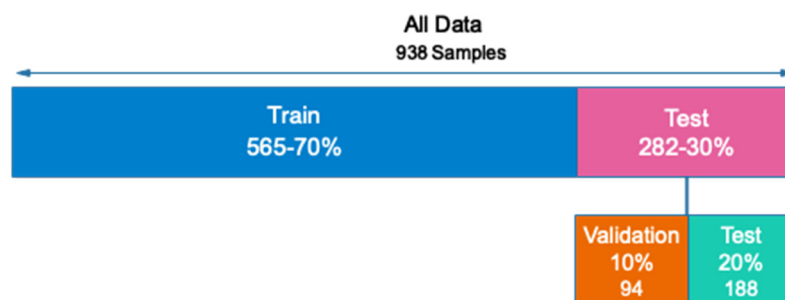 All Data
938 Samples
Train
565-70%
Test
282-30%
Validation
10%
94
Test
20%
188